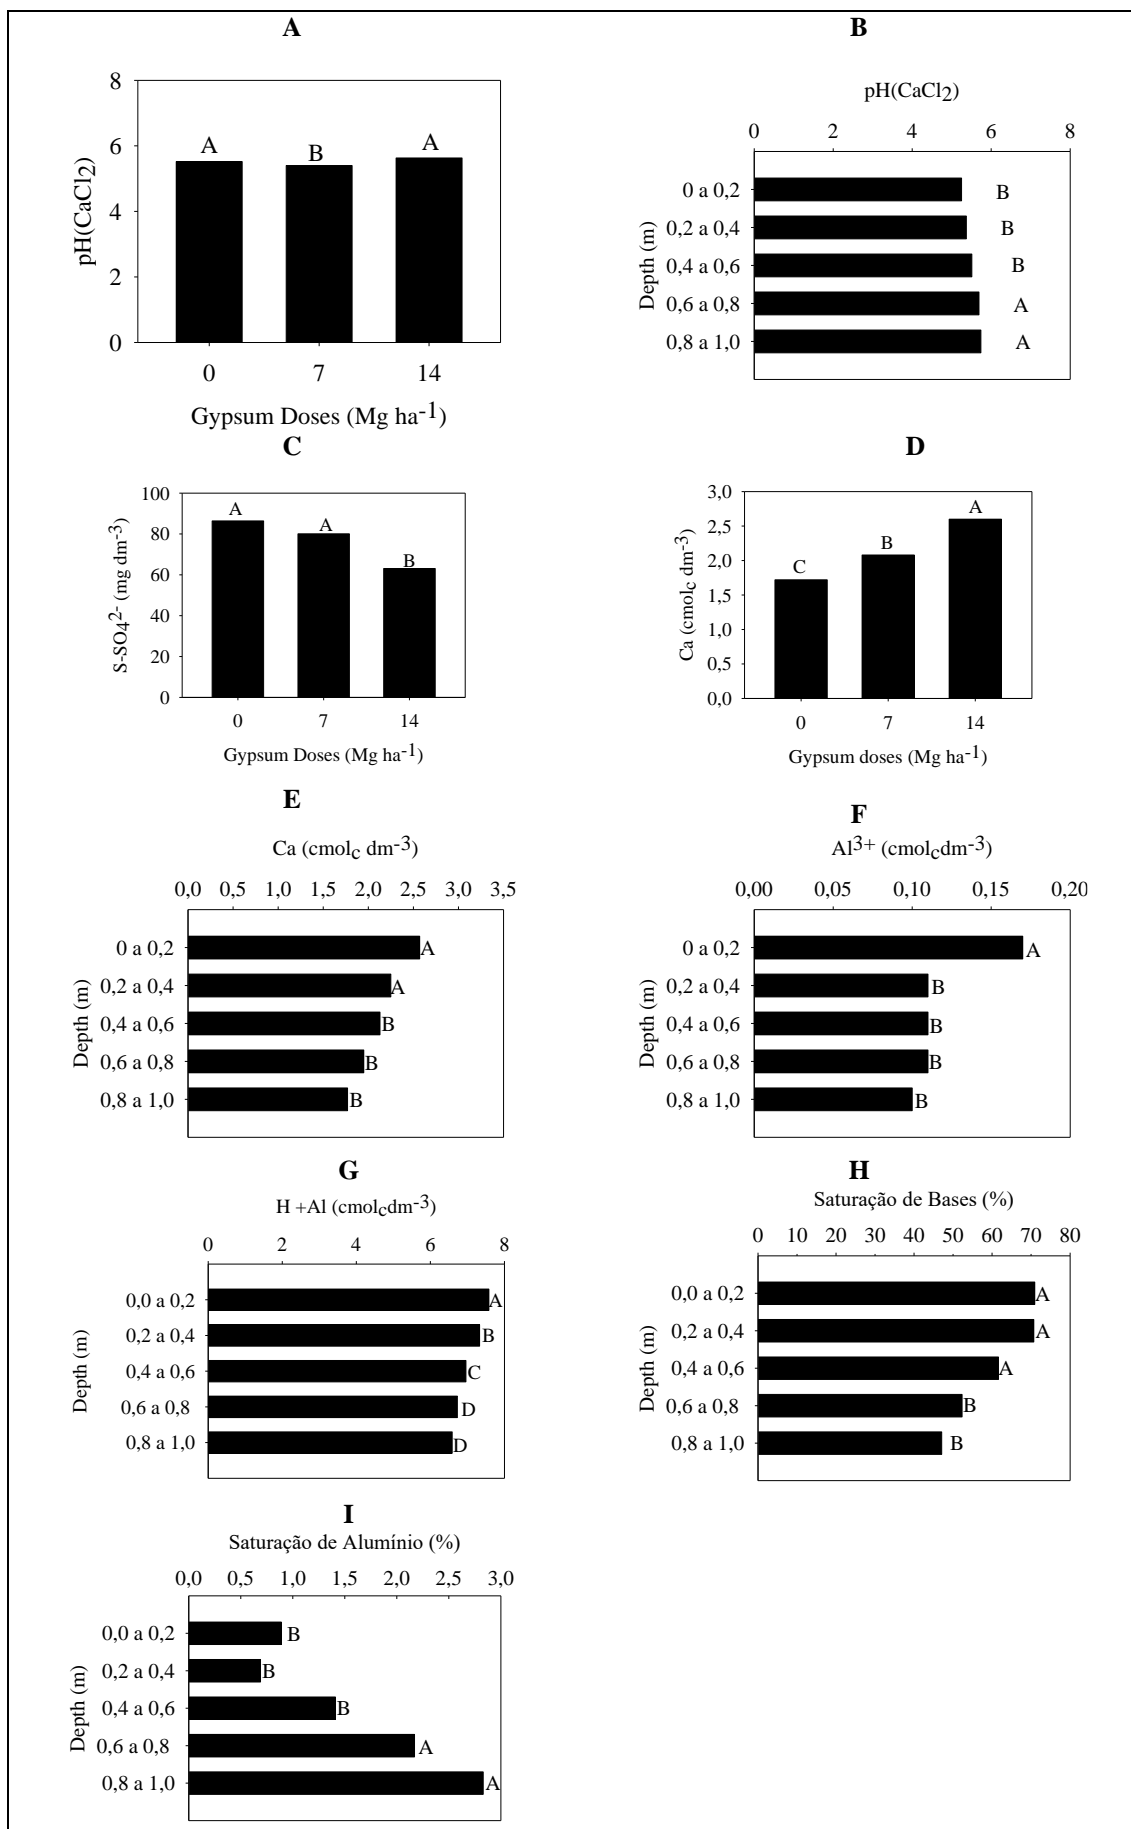 A
8
6
4
2
0
pH(CaCl2)
A
B
A
0
7
14
Gypsum Doses (Mg ha-1)
B
pH(CaCl2)
0
2
4
6
8
Depth (m)
0 a 0,2
B
0,2 a 0,4
B
0,4 a 0,6
B
0,6 a 0,8
A
0,8 a 1,0
A
C
100
80
60
40
20
0
S-SO42- (mg dm-3)
A
A
B
0
7
14
Gypsum Doses (Mg ha-1)
D
3,0
2,5
2,0
1,5
1,0
0,5
0,0
Ca (cmolc dm-3)
C
B
A
0
7
14
Gypsum doses (Mg ha-1)
E
Ca (cmolc dm-3)
0,0
0,5
1,0
1,5
2,0
2,5
3,0
3,5
Depth (m)
0 a 0,2
A
0,2 a 0,4
A
0,4 a 0,6
B
0,6 a 0,8
B
0,8 a 1,0
B
F
Al3+ (cmolcdm-3)
0,00
0,05
0,10
0,15
0,20
Depth (m)
0 a 0,2
A
0,2 a 0,4
B
0,4 a 0,6
B
0,6 a 0,8
B
0,8 a 1,0
B
G
H +Al (cmolcdm-3)
0
2
4
6
8
Depth (m)
0,0 a 0,2
A
0,2 a 0,4
B
0,4 a 0,6
C
0,6 a 0,8
D
0,8 a 1,0
D
H
Saturação de Bases (%)
0
10
20
30
40
50
60
70
80
Depth (m)
0,0 a 0,2
A
0,2 a 0,4
A
0,4 a 0,6
A
0,6 a 0,8
B
0,8 a 1,0
B
I
Saturação de Alumínio (%)
0,0
0,5
1,0
1,5
2,0
2,5
3,0
Depth (m)
0,0 a 0,2
B
0,2 a 0,4
B
0,4 a 0,6
B
0,6 a 0,8
A
0,8 a 1,0
A